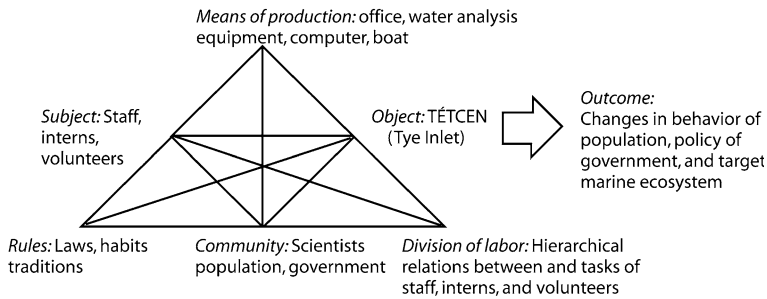 Means of production: office, water analysis
equipment, computer, boat
Subject: Staff,
interns,
volunteers
Object: TÉTCEN
(Tye Inlet)
Outcome:
Changes in behavior of
population, policy of
government, and target
marine ecosystem
Rules: Laws, habits
traditions
Community: Scientists
population, government
Division of labor: Hierarchical
relations between and tasks of
staff, interns, and volunteers